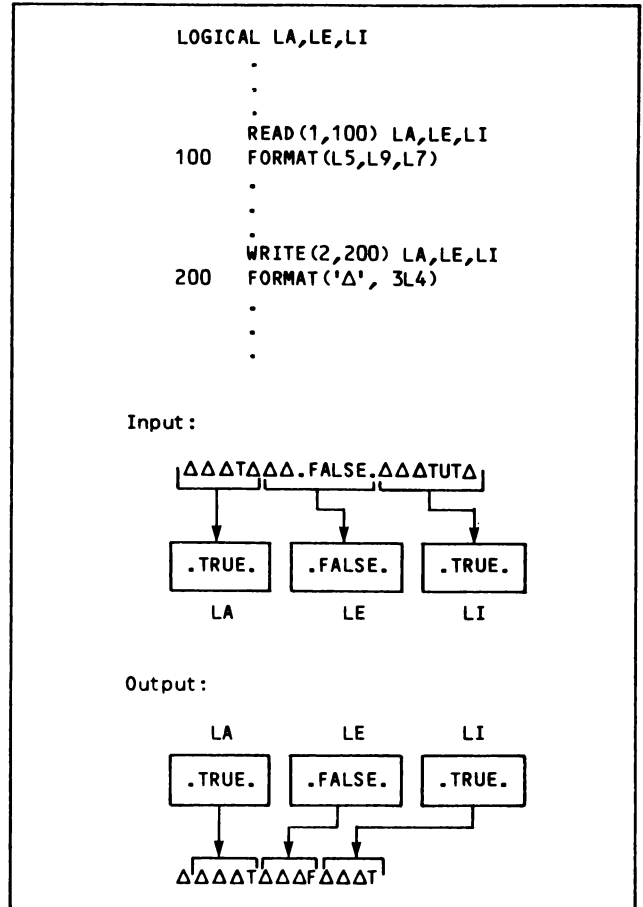 LOGICAL LA,LE,LI
.
.
.
READ(1,100) LA,LE,LI
100 FORMAT(L5,L9,L7)
.
.
.
WRITE(2,200) LA,LE,LI
200 FORMAT('Δ', 3L4)
.
.
.
Input:
ΔΔΔTΔΔΔ.FALSE.ΔΔΔTUTΔ
.TRUE. .FALSE. .TRUE.
LA LE LI
Output:
LA LE LI
.TRUE. .FALSE. .TRUE.
ΔΔΔΔTΔΔΔFΔΔΔT